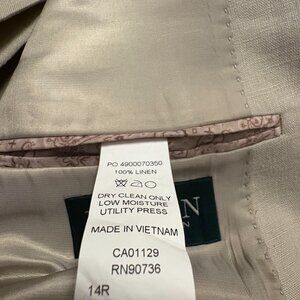 PO 4900070350
100% LINEN
DRY CLEAN ONLY
LOW MOISTURE
UTILITY PRESS
MADE IN VIETNAM
CA01129
RN90736
14R